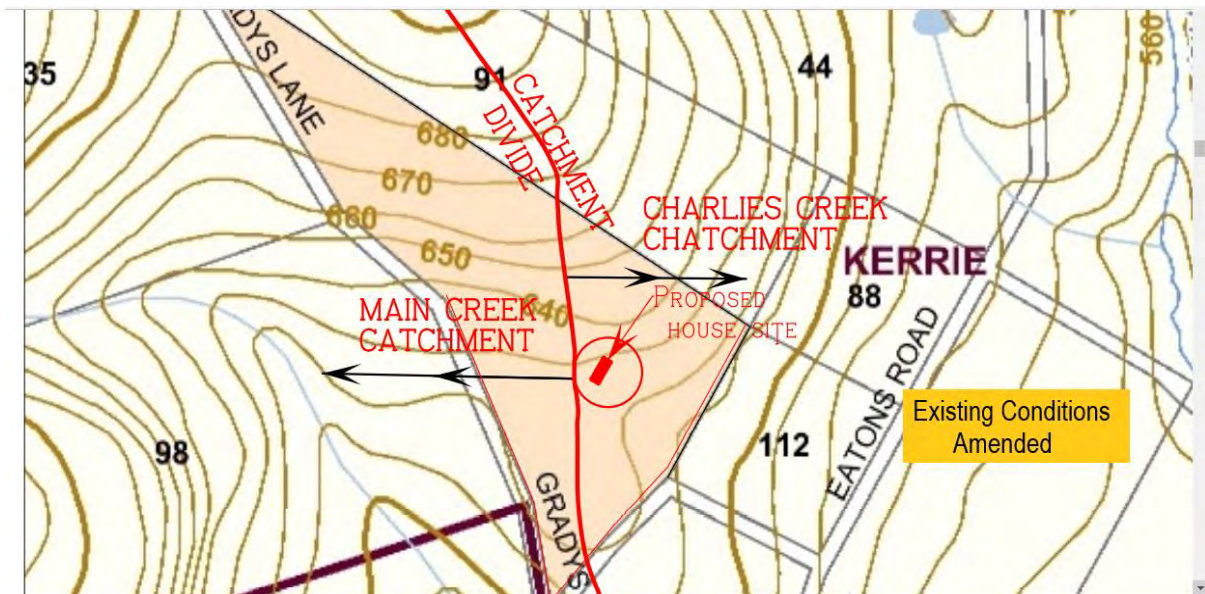 ADYS LANE
35
91
44
560
680
CATCHMENT
DIVIDE
670
660
650
640
CHARLIES CREEK
CHATCHMENT
KERRIE
88
MAIN CREEK
CATCHMENT
PROPOSED
HOUSE SITE
EATONS ROAD
Existing Conditions
Amended
98
112
GRADYS